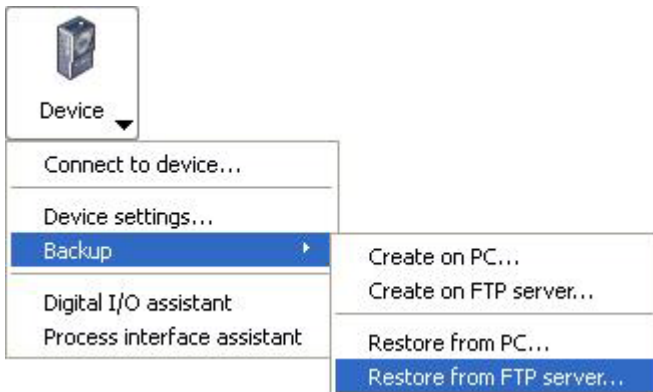 Device
Connect to device...
Device settings...
Backup
Digital I/O assistant
Process interface assistant
Create on PC...
Create on FTP server...
Restore from PC...
Restore from FTP server...